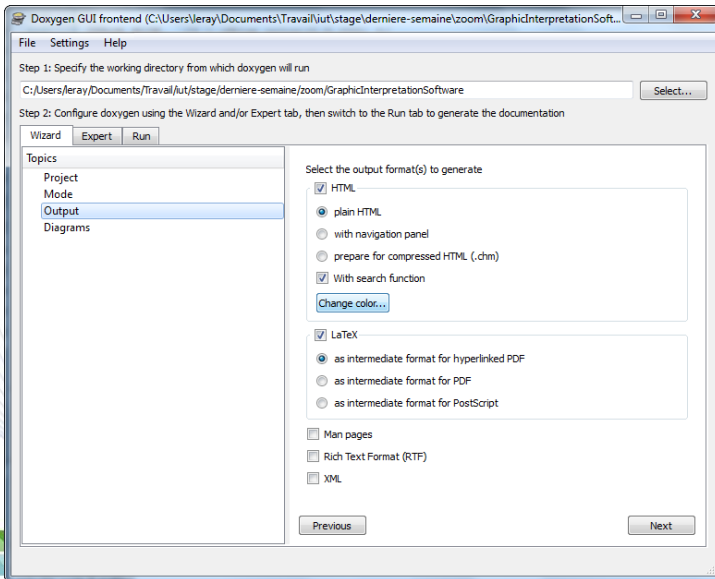 Doxygen GUI frontend (C:\Users\leray\Documents\Travail\iut\stage\derniere-semaine\zoom\GraphicInterpretationSoft...
File Settings Help
Step 1: Specify the working directory from which doxygen will run
C:/Users/leray/Documents/Travail/iut/stage/derniere-semaine/zoom/GraphicInterpretationSoftware
Select...
Step 2: Configure doxygen using the Wizard and/or Expert tab, then switch to the Run tab to generate the documentation
Wizard Expert Run
Topics
Project
Mode
Output
Diagrams
Select the output format(s) to generate
HTML
plain HTML
with navigation panel
prepare for compressed HTML (.chm)
With search function
Change color...
LaTeX
as intermediate format for hyperlinked PDF
as intermediate format for PDF
as intermediate format for PostScript
Man pages
Rich Text Format (RTF)
XML
Previous Next